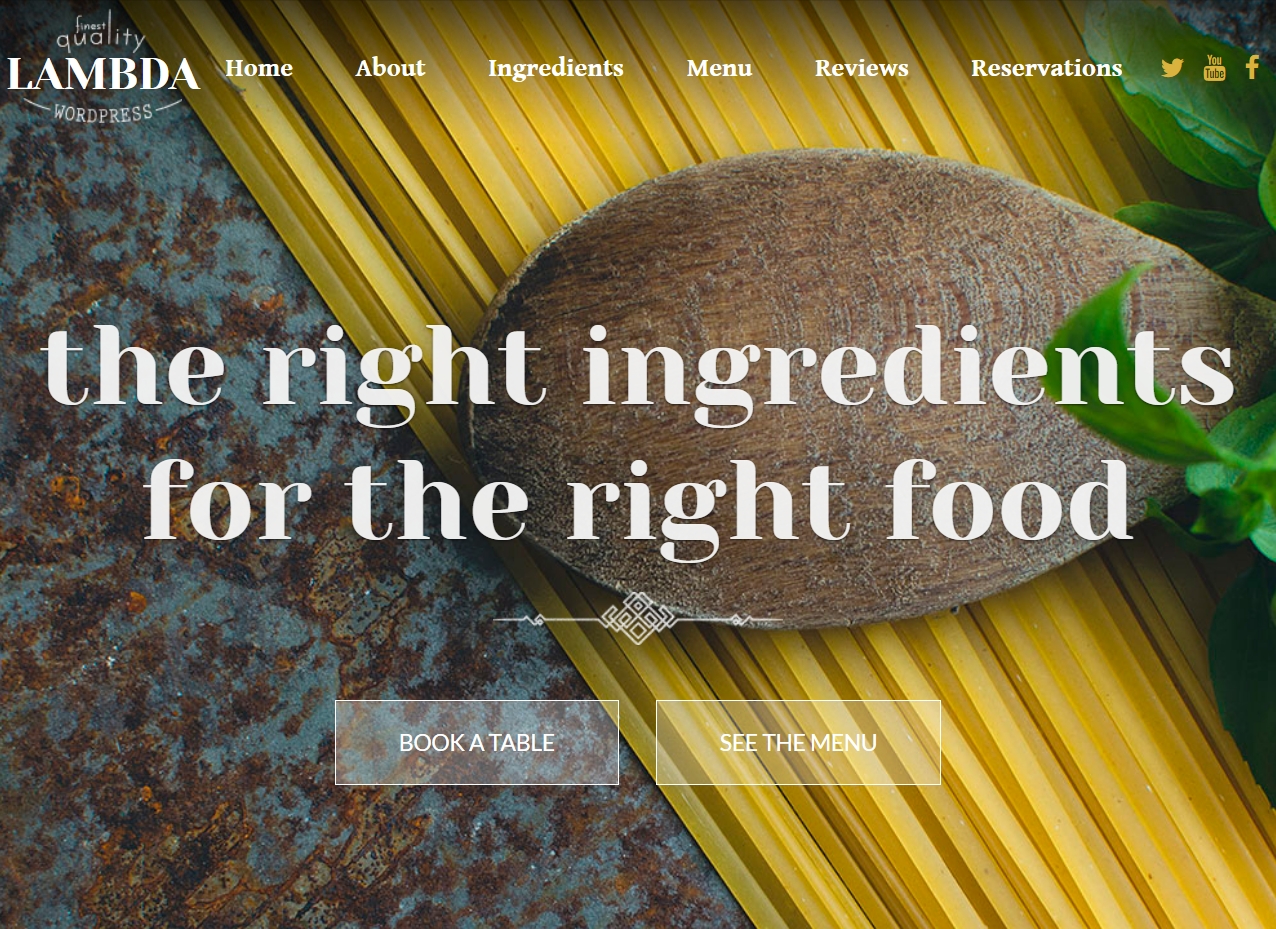 finest
quality
LAMBDA
WORDPRESS
Home About Ingredients Menu Reviews Reservations You Tube
the right ingredients
for the right food
BOOK A TABLE SEE THE MENU